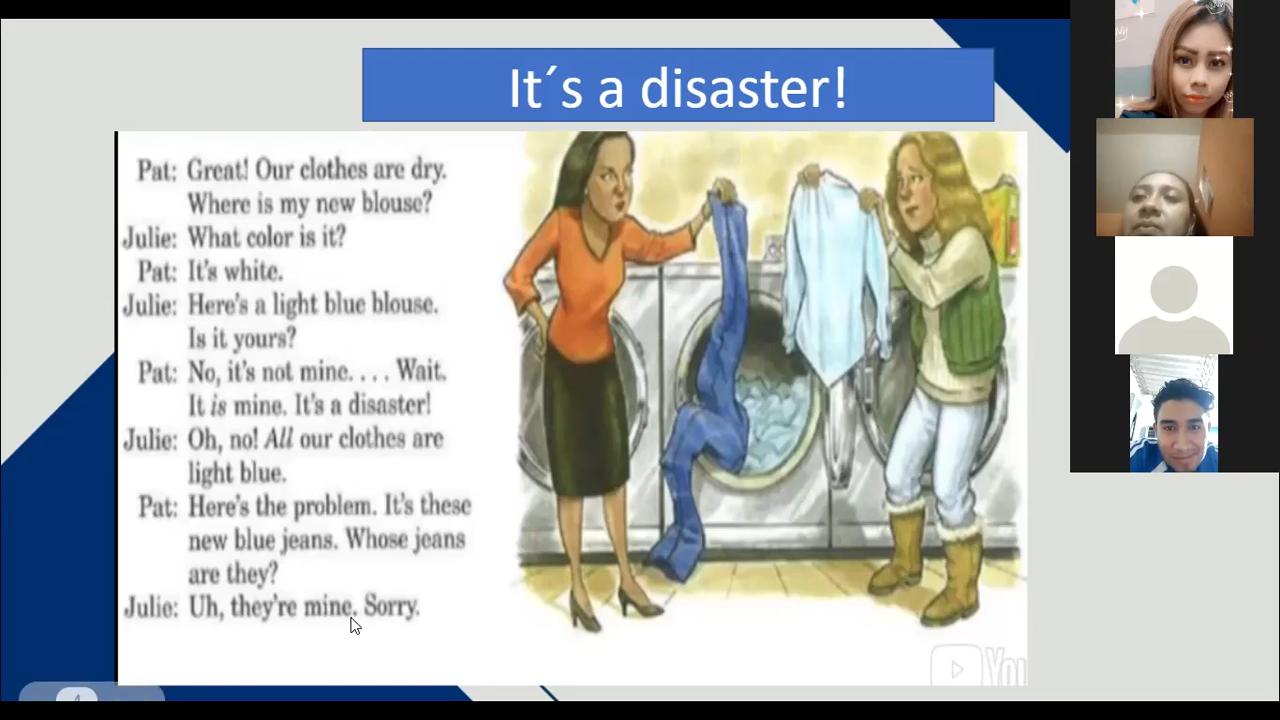 It´s a disaster!
Pat: Great! Our clothes are dry.
Where is my new blouse?
Julie: What color is it?
Pat: It's white.
Julie: Here's a light blue blouse.
Is it yours?
Pat: No, it's not mine. . . . Wait.
It is mine. It's a disaster!
Julie: Oh, no! All our clothes are
light blue.
Pat: Here's the problem. It's these
new blue jeans. Whose jeans
are they?
Julie: Uh, they're mine. Sorry.
You